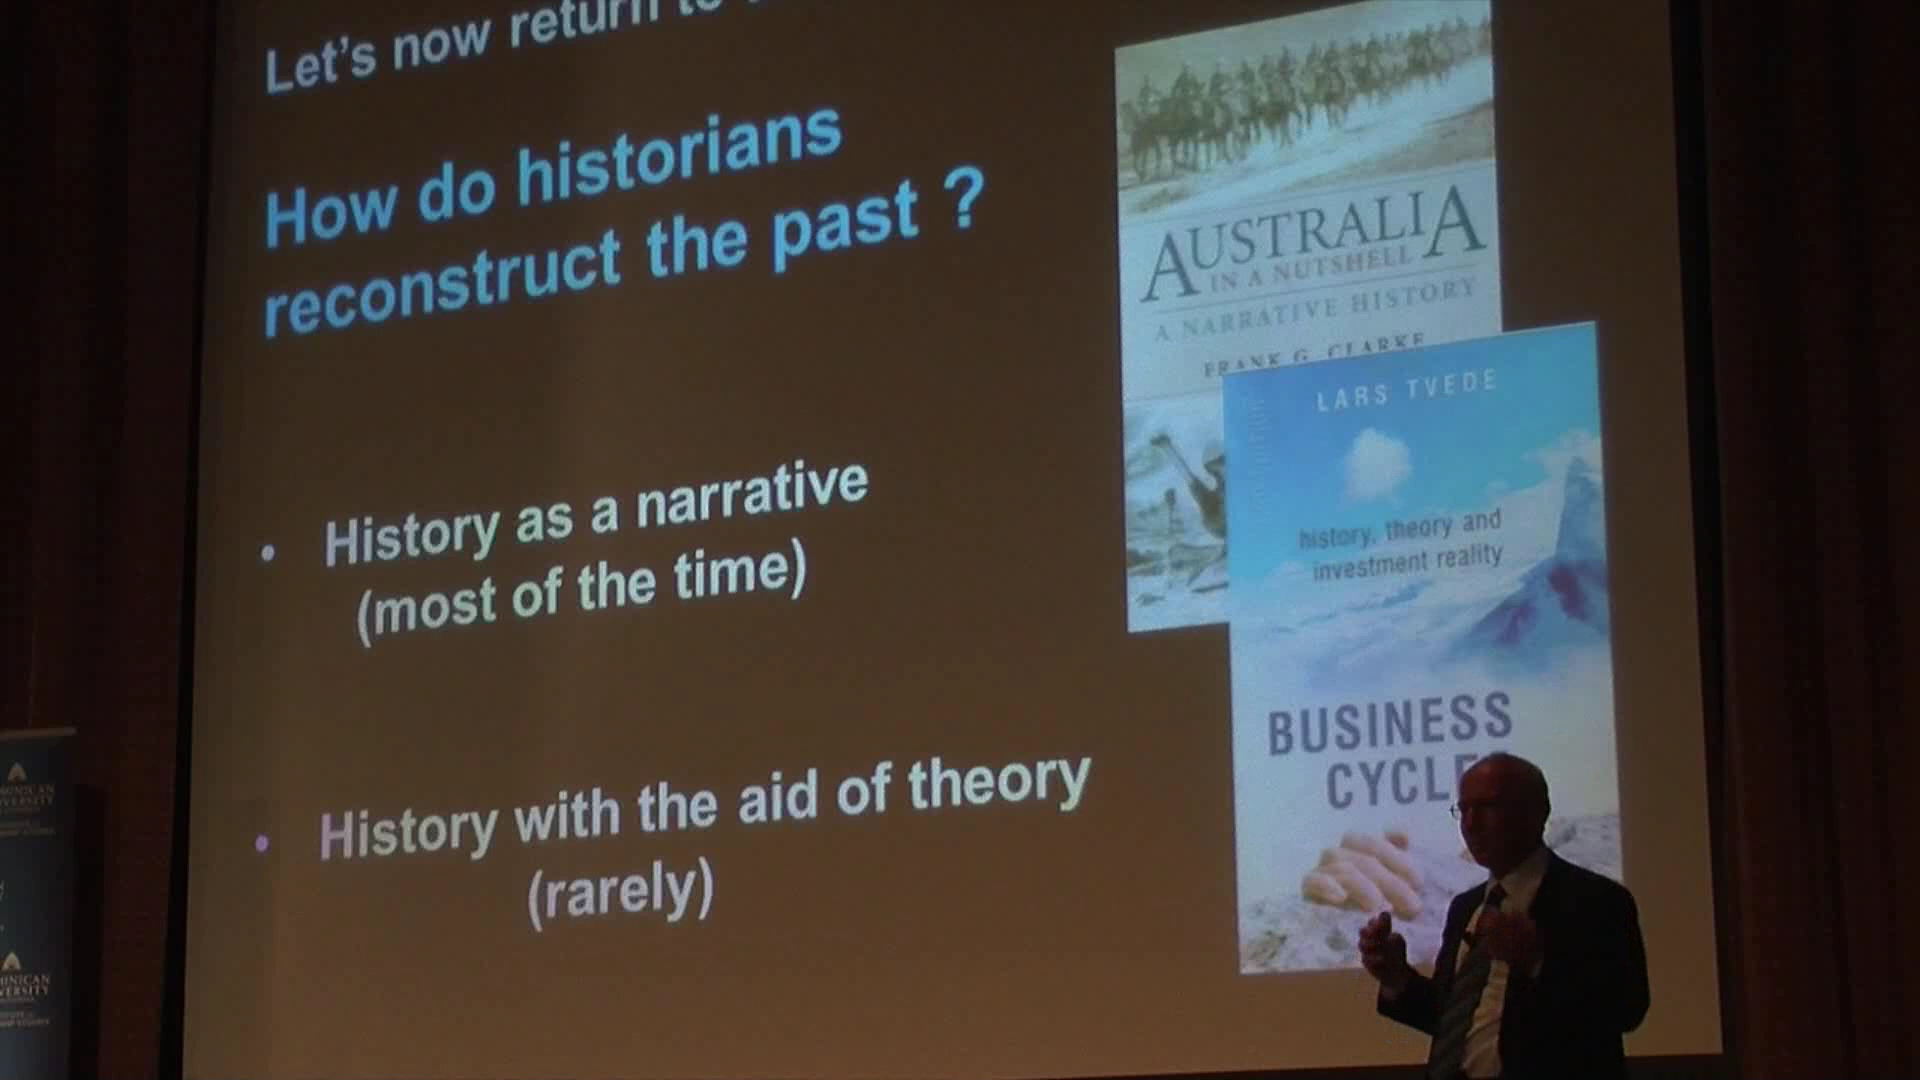 Let's now return to
How do historians
reconstruct the past ?
• History as a narrative
(most of the time)
• History with the aid of theory
(rarely)
AUSTRALIA
IN A NUTSHELL
A NARRATIVE HISTORY
FRANK G. CLARKE
LARS TVEDE
history, theory and
investment reality
BUSINESS
CYCLE